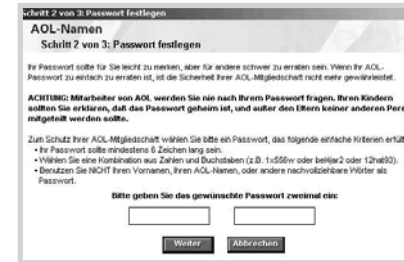 Schritt 2 von 3: Passwort festlegen
AOL-Namen
Schritt 2 von 3: Passwort festlegen
Ihr Passwort sollte für Sie leicht zu merken, aber für andere schwer zu erraten sein. Wenn Ihr AOL-
Passwort zu einfach zu erraten ist, ist die Sicherheit Ihrer AOL-Mitgliedschaft nicht mehr gewährleistet.
ACHTUNG: Mitarbeiter von AOL werden Sie nie nach Ihrem Passwort fragen. Ihren Kindern
sollten Sie erklären, daß das Passwort geheim ist, und außer den Eltern keiner anderen Pers
mitgeteilt werden sollte.
Zum Schutz Ihrer AOL-Mitgliedschaft wählen Sie bitte ein Passwort, das folgende einfache Kriterien erfüllt
• Ihr Passwort sollte mindestens 6 Zeichen lang sein.
• Wählen Sie eine Kombination aus Zahlen und Buchstaben (z.B. 1xS56w oder bei4jar2 oder 12hat93).
• Benutzen Sie NICHT Ihren Vornamen, Ihren AOL-Namen, oder andere nachvollziehbare Wörter als
Passwort.
Bitte geben Sie das gewünschte Passwort zweimal ein:
Weiter Abbrechen